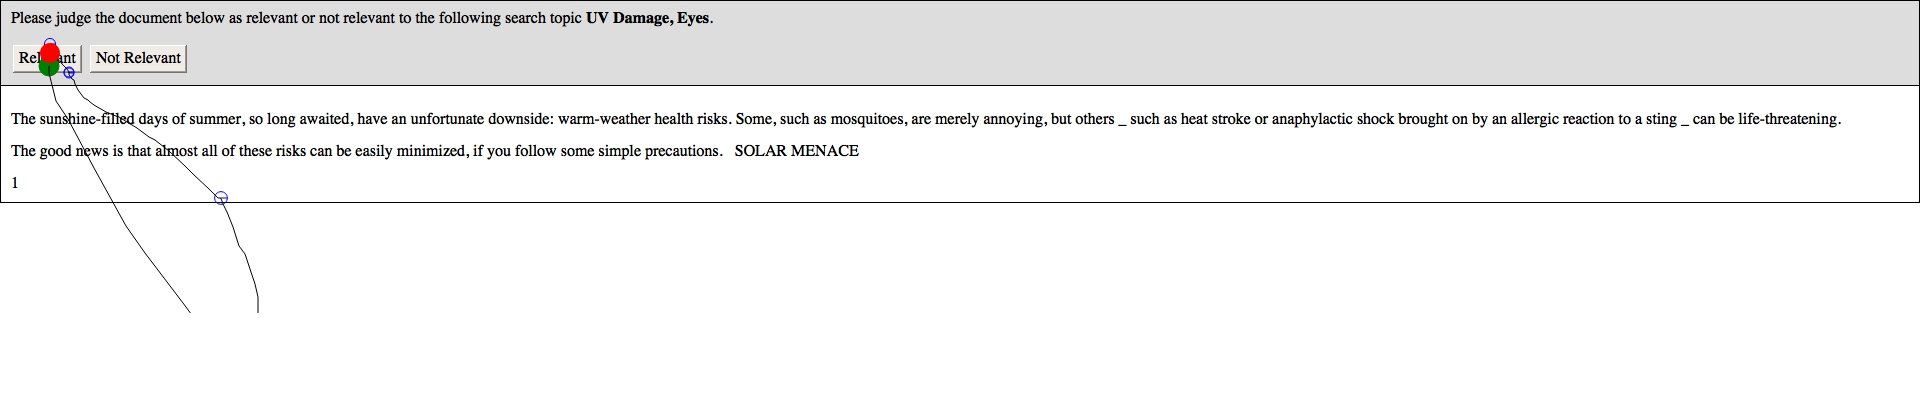 Please judge the document below as relevant or not relevant to the following search topic UV Damage, Eyes.
Relevant Not Relevant
The sunshine-filled days of summer, so long awaited, have an unfortunate downside: warm-weather health risks. Some, such as mosquitoes, are merely annoying, but others _ such as heat stroke or anaphylactic shock brought on by an allergic reaction to a sting _ can be life-threatening.
The good news is that almost all of these risks can be easily minimized, if you follow some simple precautions. SOLAR MENACE
1